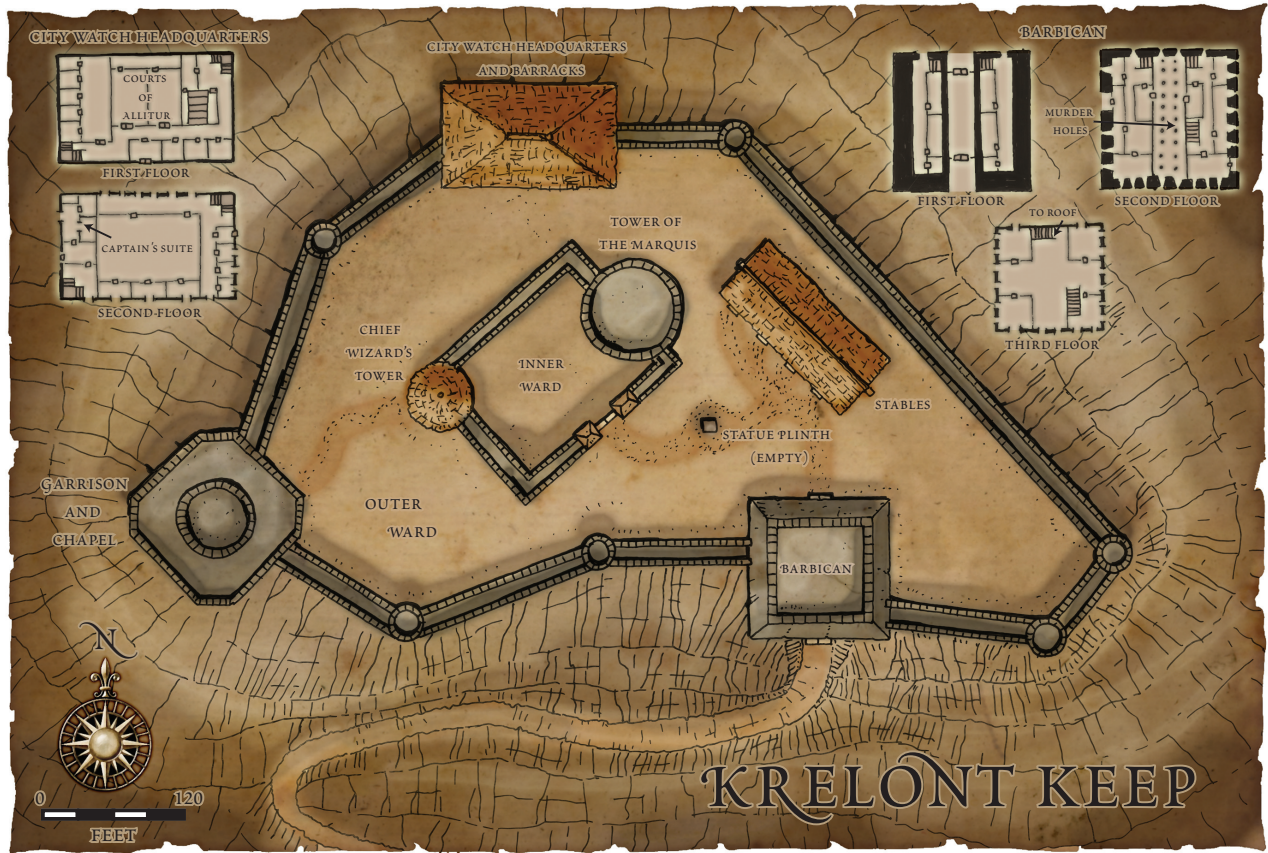 CITY WATCH HEADQUARTERS
COURTS
OF
ALLITUR
FIRST FLOOR
CAPTAIN'S SUITE
SECOND FLOOR
CITY WATCH HEADQUARTERS
AND BARRACKS
BARBICAN
FIRST FLOOR
MURDER
HOLES
SECOND FLOOR
TO ROOF
THIRD FLOOR
TOWER OF
THE MARQUIS
CHIEF
WIZARD'S
TOWER
INNER
WARD
STABLES
STATUE PLINTH
(EMPTY)
GARRISON
AND
CHAPEL
OUTER
WARD
BARBICAN
N
0 120
FEET
KRELONT KEEP